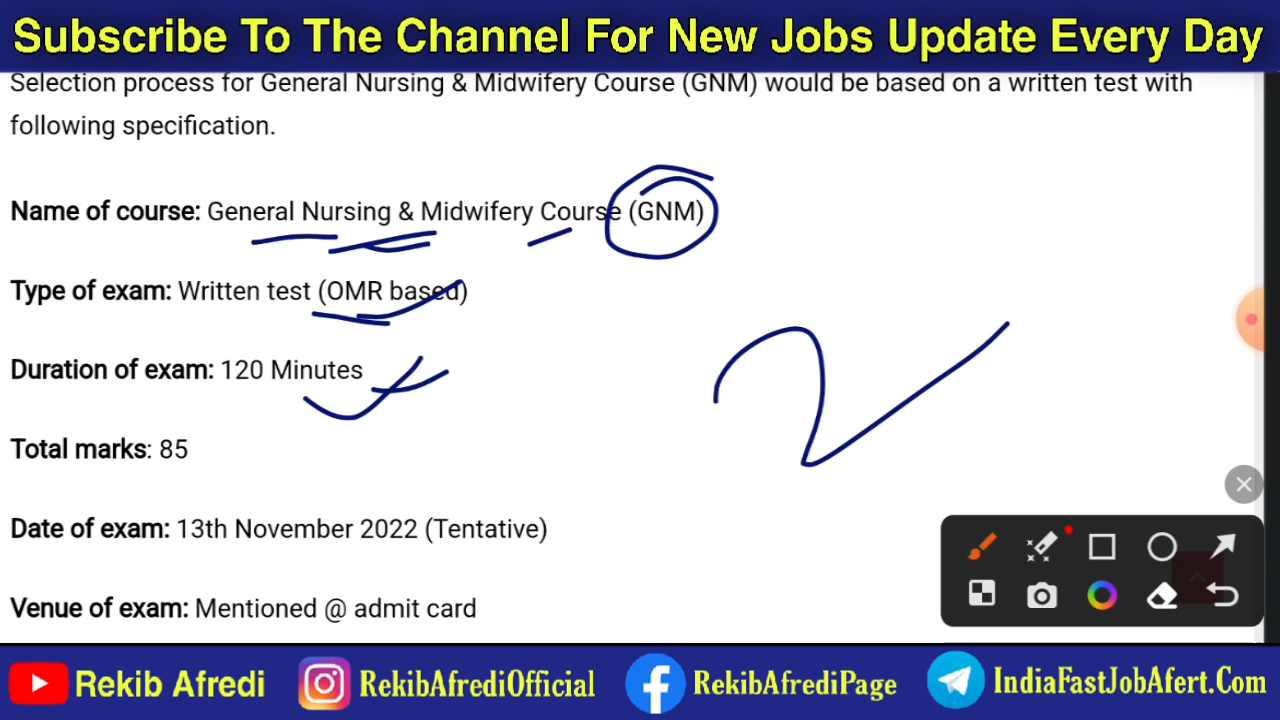 Subscribe To The Channel For New Jobs Update Every Day
Selection process for General Nursing & Midwifery Course (GNM) would be based on a written test with
following specification.
Name of course: General Nursing & Midwifery Course (GNM)
Type of exam: Written test (OMR based)
Duration of exam: 120 Minutes
Total marks: 85
Date of exam: 13th November 2022 (Tentative)
Venue of exam: Mentioned @ admit card
Rekib Afredi RekibAfrediOfficial RekibAfrediPage IndiaFastJobAfert.Com